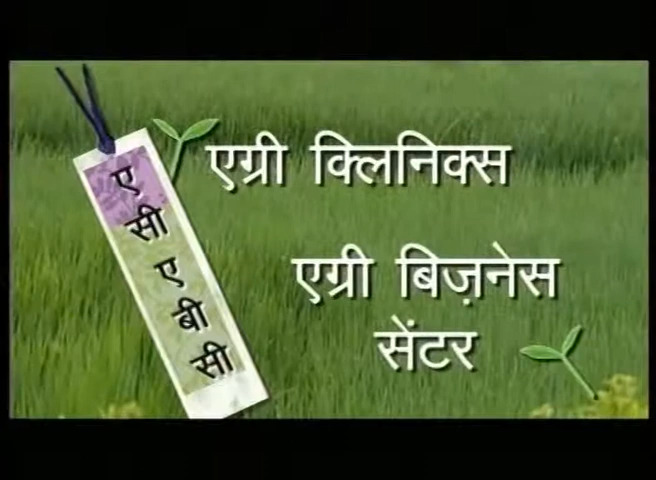 ए
सी
ए
बी
सी
एग्री क्लिनिक्स
एग्री बिज़नेस
सेंटर